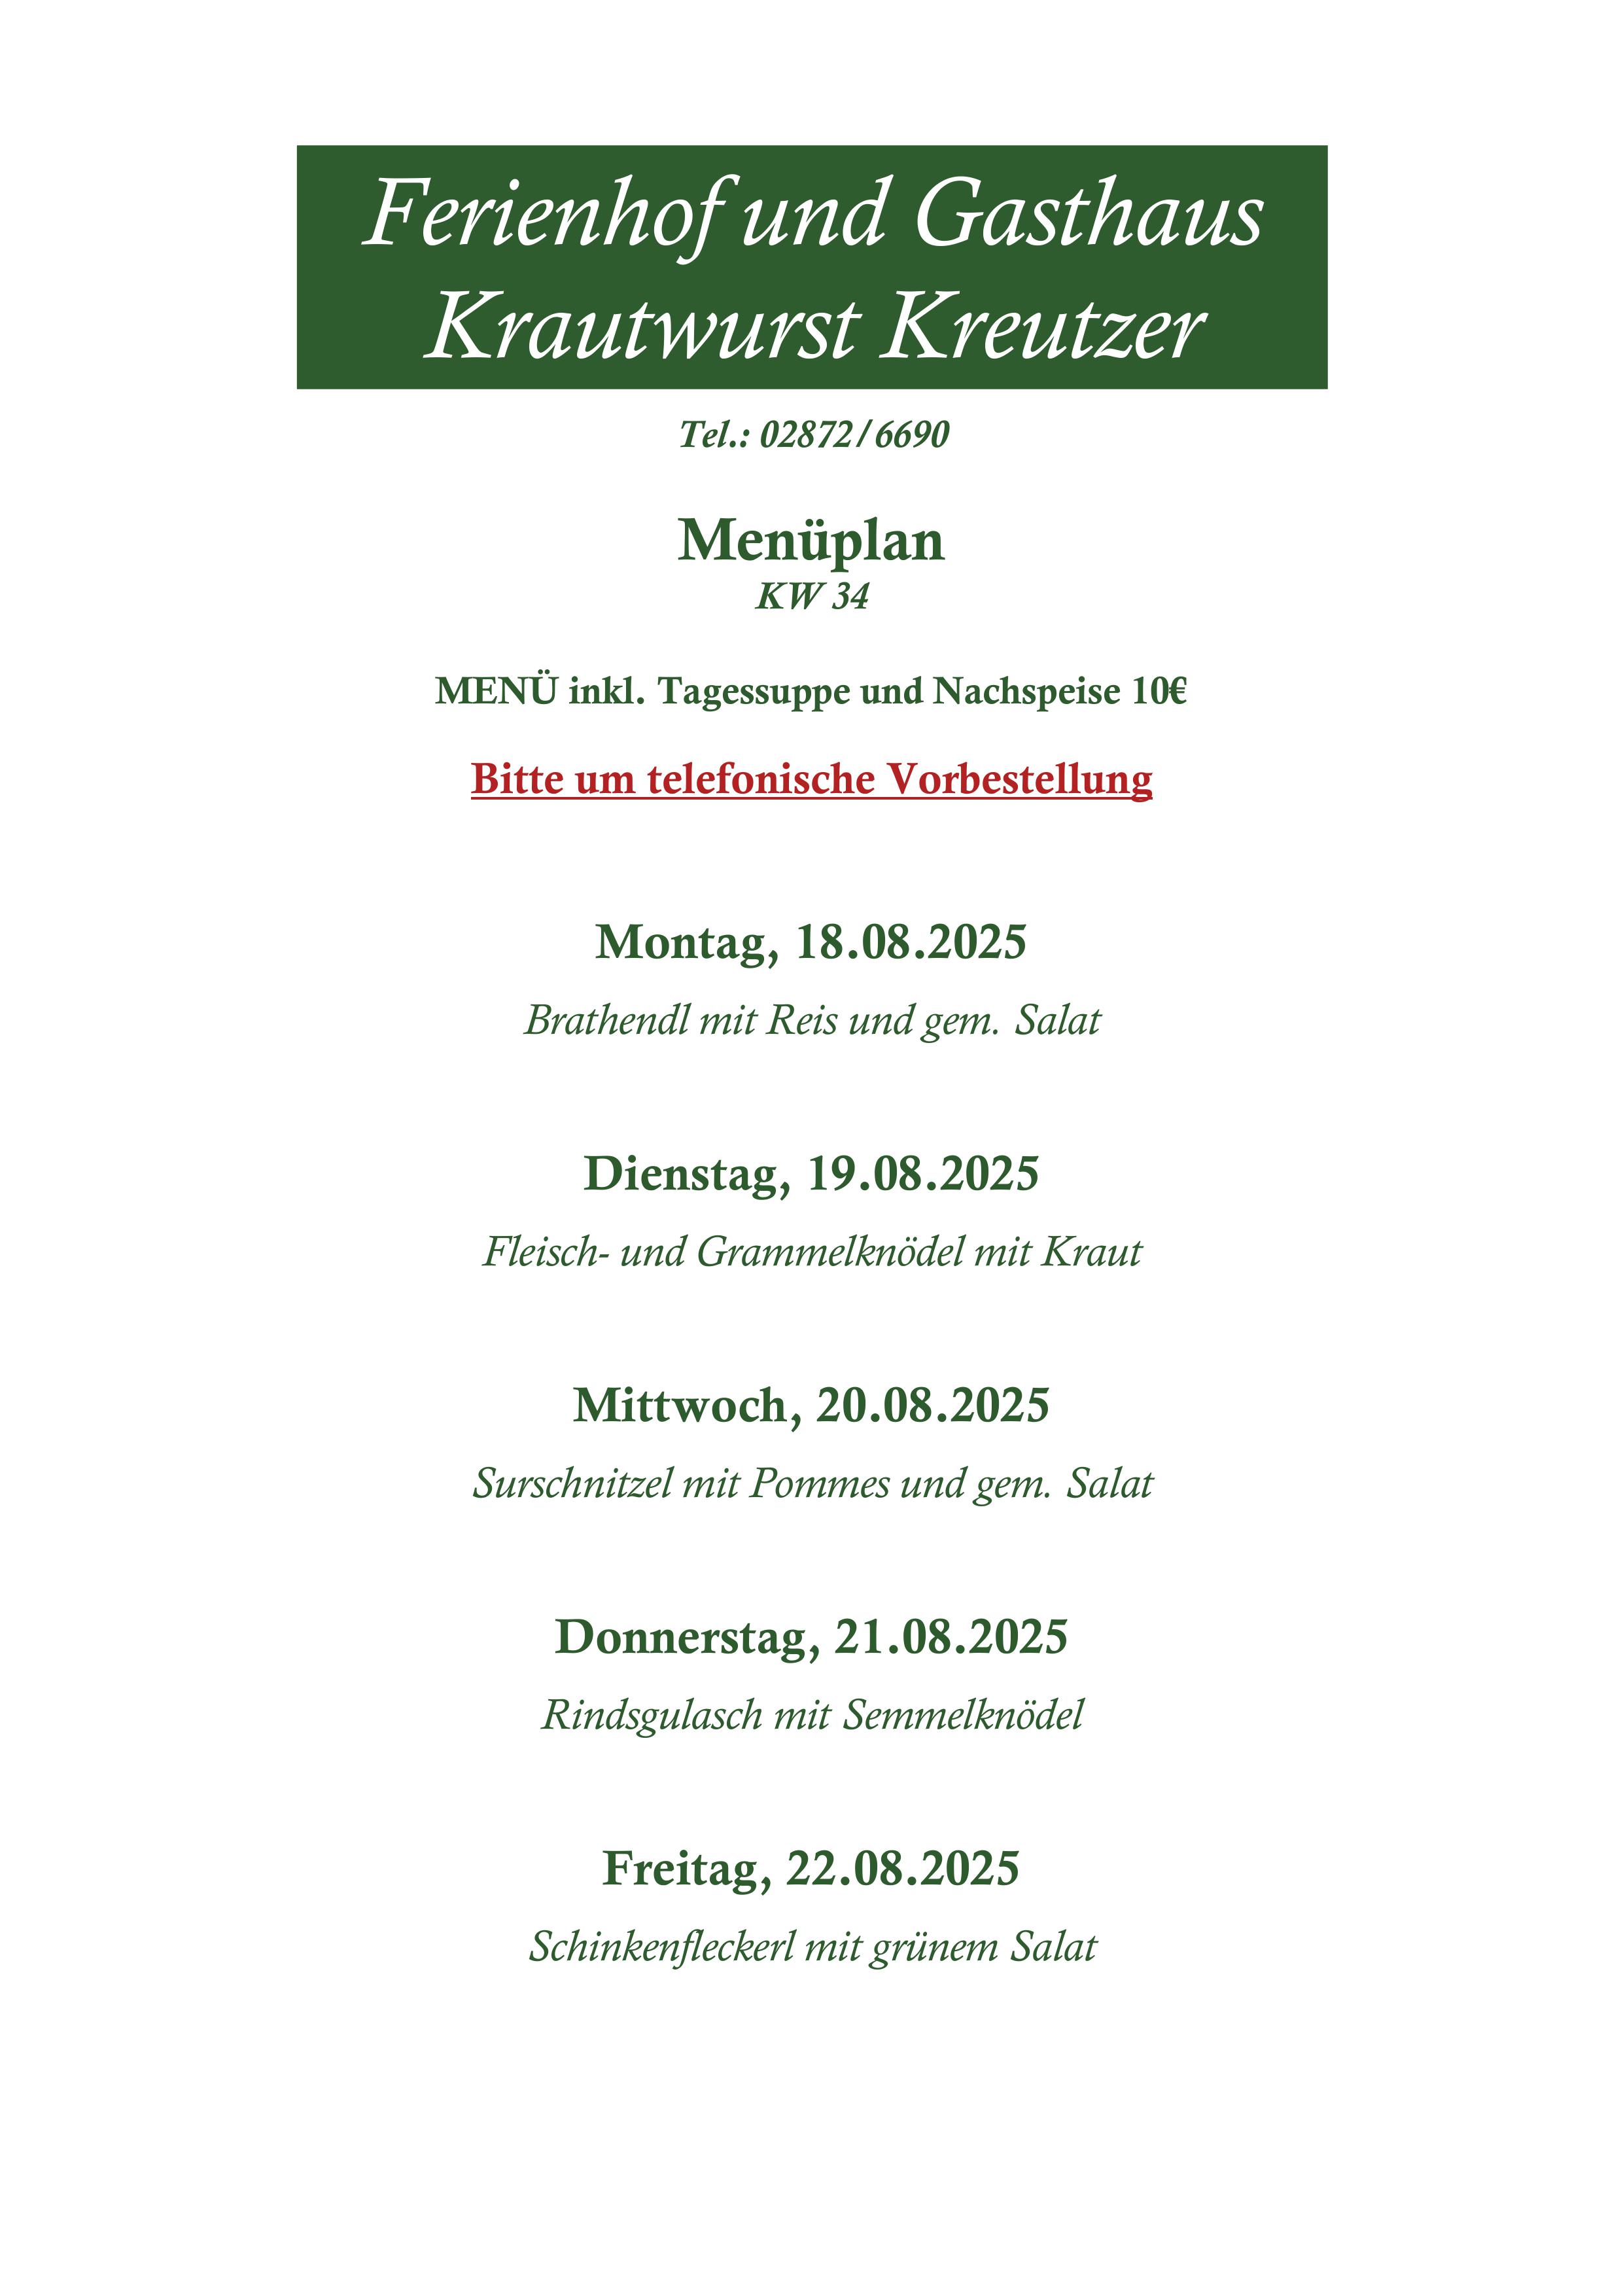 Ferienhof und Gasthaus
Krautwurst Kreutzer
Tel.: 02872/6690
Menüplan
KW 34
MENÜ inkl. Tagessuppe und Nachspeise 10€
Bitte um telefonische Vorbestellung
Montag, 18.08.2025
Brathendl mit Reis und gem. Salat
Dienstag, 19.08.2025
Fleisch- und Grammelknödel mit Kraut
Mittwoch, 20.08.2025
Surschnitzel mit Pommes und gem. Salat
Donnerstag, 21.08.2025
Rindsgulasch mit Semmelknödel
Freitag, 22.08.2025
Schinkenfleckerl mit grünem Salat